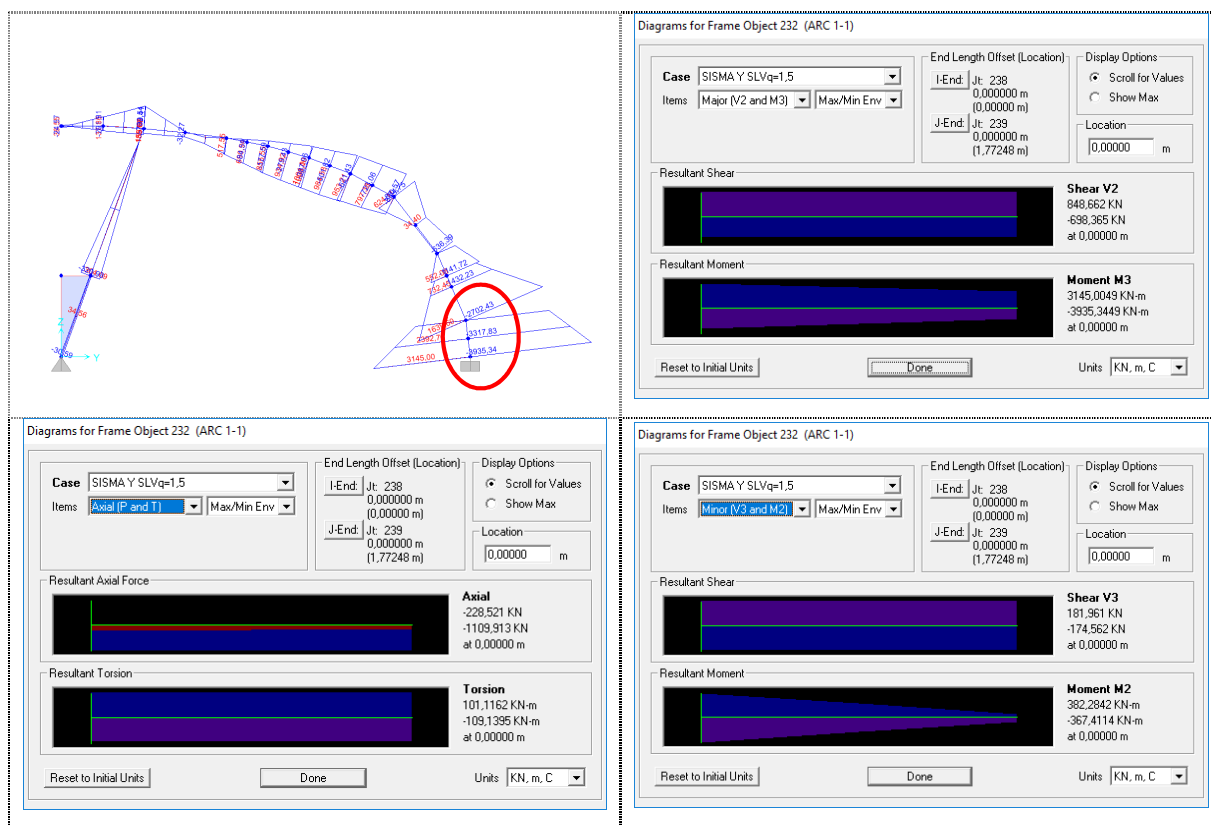 517,56
-536,39
1432,23
-2702,43
-3317,83
-3935,34
3145,00
34,56
-30,59
Z
Y
Diagrams for Frame Object 232 (ARC 1-1)
Case SISMA Y SLVq=1,5
Items Major (V2 and M3) Max/Min Env
End Length Offset (Location)
I-End: Jt: 238
0,000000 m
(0,00000 m)
J-End: Jt: 239
0,000000 m
(1,77248 m)
Display Options
Scroll for Values
Show Max
Location
0,00000 m
Resultant Shear
Shear V2
848,662 KN
-698,365 KN
at 0,00000 m
Resultant Moment
Moment M3
3145,0049 KN-m
-3935,3449 KN-m
at 0,00000 m
Reset to Initial Units
Done
Units KN, m, C
Diagrams for Frame Object 232 (ARC 1-1)
Case SISMA Y SLVq=1,5
Items Axial (P and T) Max/Min Env
End Length Offset (Location)
I-End: Jt: 238
0,000000 m
(0,00000 m)
J-End: Jt: 239
0,000000 m
(1,77248 m)
Display Options
Scroll for Values
Show Max
Location
0,00000 m
Resultant Axial Force
Axial
-228,521 KN
-1109,913 KN
at 0,00000 m
Resultant Torsion
Torsion
101,1162 KN-m
-109,1395 KN-m
at 0,00000 m
Reset to Initial Units
Done
Units KN, m, C
Diagrams for Frame Object 232 (ARC 1-1)
Case SISMA Y SLVq=1,5
Items Minor (V3 and M2) Max/Min Env
End Length Offset (Location)
I-End: Jt: 238
0,000000 m
(0,00000 m)
J-End: Jt: 239
0,000000 m
(1,77248 m)
Display Options
Scroll for Values
Show Max
Location
0,00000 m
Resultant Shear
Shear V3
181,961 KN
-174,562 KN
at 0,00000 m
Resultant Moment
Moment M2
382,2842 KN-m
-367,4114 KN-m
at 0,00000 m
Reset to Initial Units
Done
Units KN, m, C